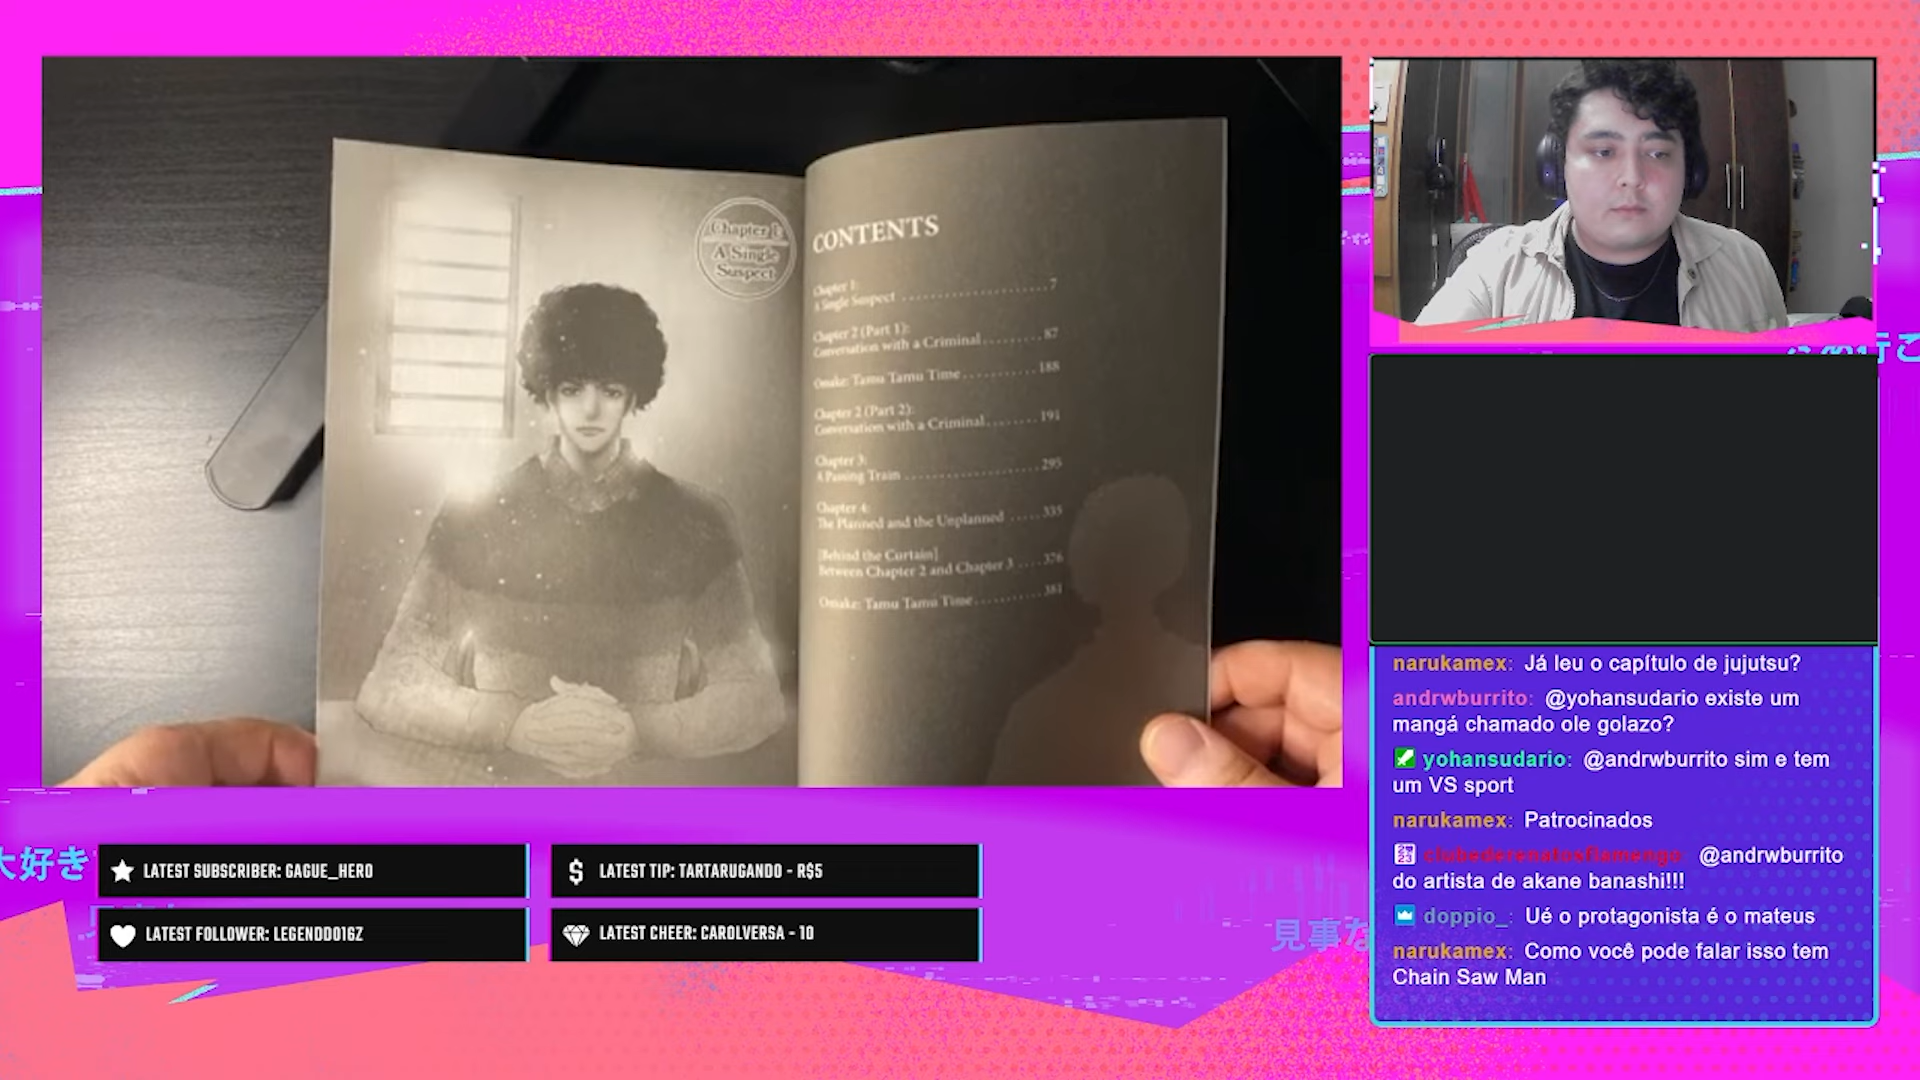 Chapter 1:
A Single
Suspect
CONTENTS
Chapter 1:
A Single Suspect ........................ 7
Chapter 2 (Part 1):
Conversation with a Criminal ......... 87
Omake: Tamu Tamu Time ........... 188
Chapter 2 (Part 2):
Conversation with a Criminal ........ 191
Chapter 3:
A Passing Train ..................... 295
Chapter 4:
The Planned and the Unplanned ..... 335
[Behind the Curtain]
Between Chapter 2 and Chapter 3 .... 376
Omake: Tamu Tamu Time ............. 381
narukamex: Já leu o capítulo de jujutsu?
andrwburrito: @yohansudario existe um
mangá chamado ole golazo?
yohansudario: @andrwburrito sim e tem
um VS sport
narukamex: Patrocinados
clubederenatosflamengo: @andrwburrito
do artista de akane banashi!!!
doppio_: Ué o protagonista é o mateus
narukamex: Como você pode falar isso tem
Chain Saw Man
大好き
LATEST SUBSCRIBER: GAGUE_HERO
LATEST TIP: TARTARUGANDO - R$5
LATEST FOLLOWER: LEGENDD016Z
LATEST CHEER: CAROLVERSA - 10
見事な